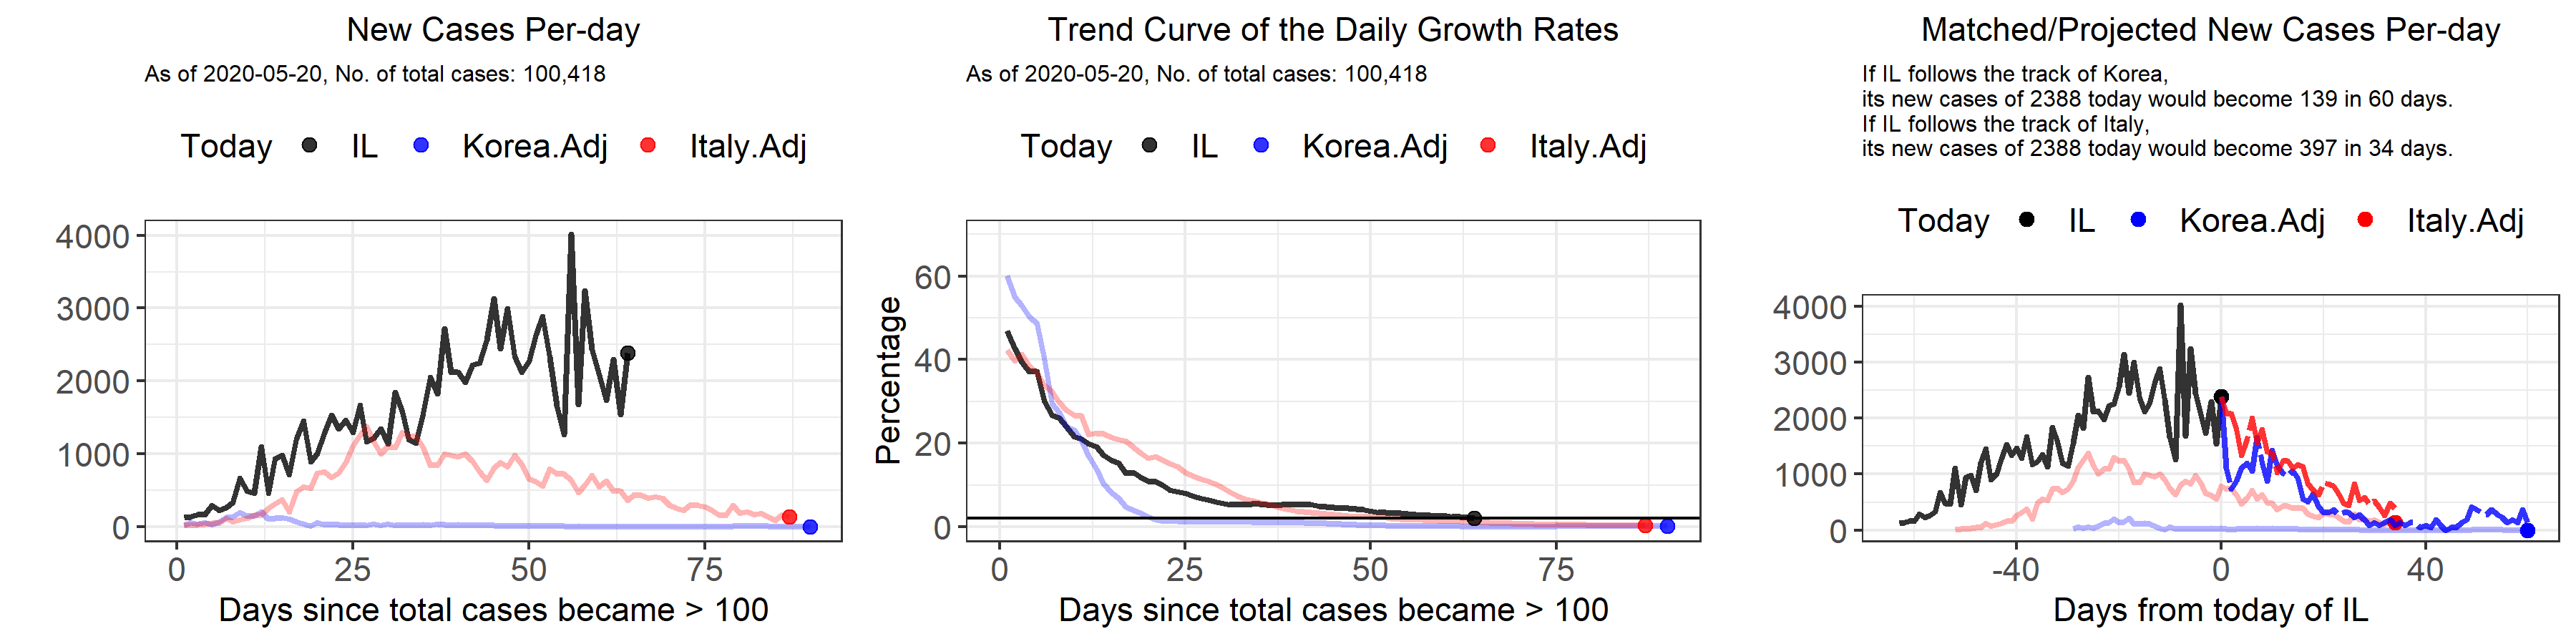 New Cases Per-day
As of 2020-05-20, No. of total cases: 100,418
Today IL Korea.Adj Italy.Adj
4000
3000
2000
1000
0
0 25 50 75
Days since total cases became > 100
Trend Curve of the Daily Growth Rates
As of 2020-05-20, No. of total cases: 100,418
Today IL Korea.Adj Italy.Adj
Percentage
60
40
20
0
0 25 50 75
Days since total cases became > 100
Matched/Projected New Cases Per-day
If IL follows the track of Korea,
its new cases of 2388 today would become 139 in 60 days.
If IL follows the track of Italy,
its new cases of 2388 today would become 397 in 34 days.
Today IL Korea.Adj Italy.Adj
4000
3000
2000
1000
0
-40 0 40
Days from today of IL